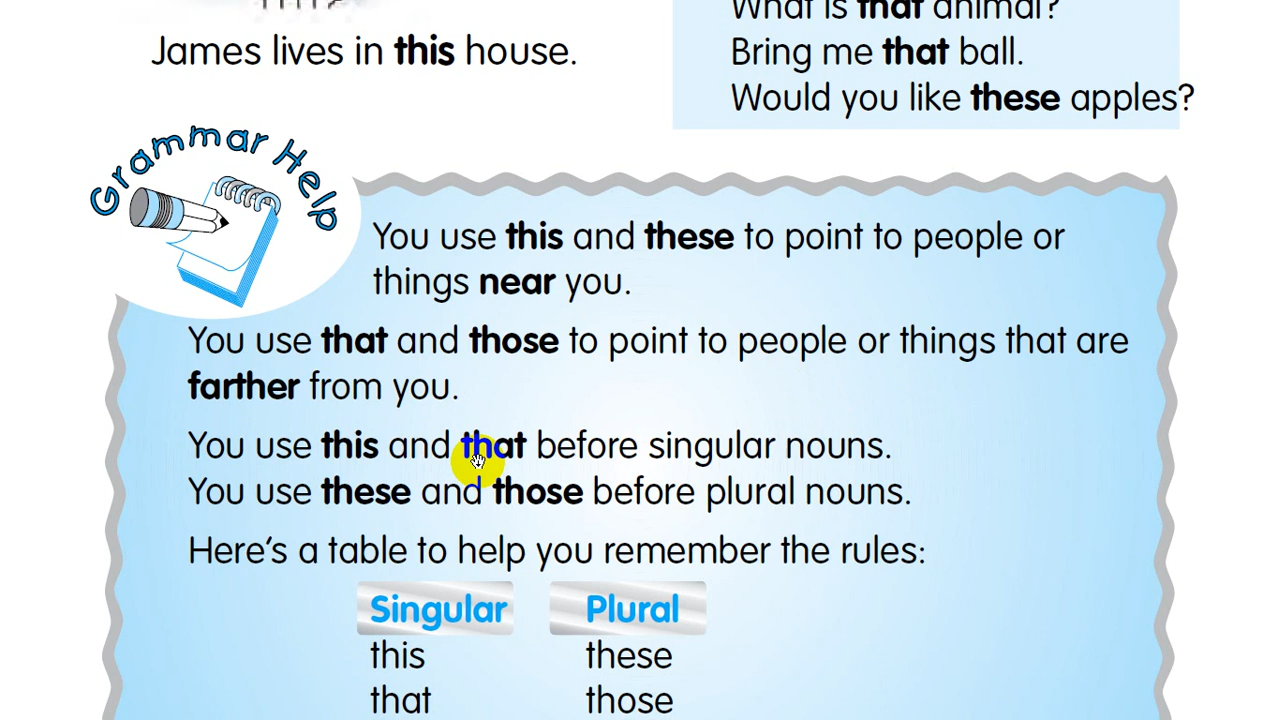 James lives in this house.
What is that animal?
Bring me that ball.
Would you like these apples?
Grammar Help
You use this and these to point to people or
things near you.
You use that and those to point to people or things that are
farther from you.
You use this and that before singular nouns.
You use these and those before plural nouns.
Here's a table to help you remember the rules:
Singular Plural
this these
that those